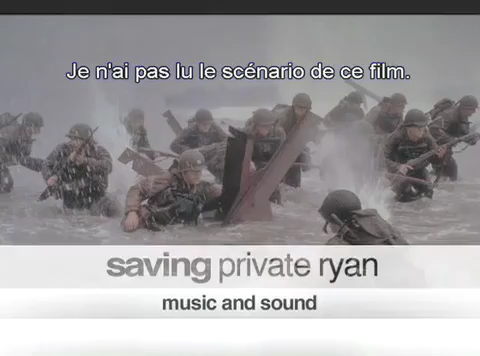 Je n'ai pas lu le scénario de ce film.
saving private ryan
music and sound